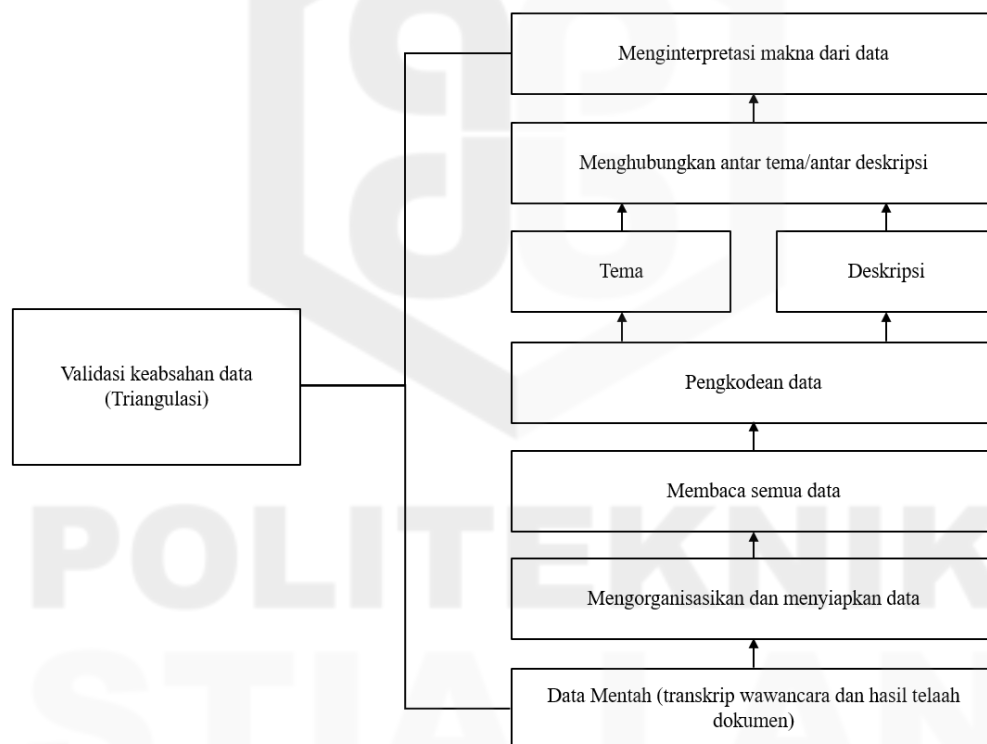 Menginterpretasi makna dari data
Menghubungkan antar tema/antar deskripsi
Tema
Deskripsi
Validasi keabsahan data
(Triangulasi)
Pengkodean data
Membaca semua data
Mengorganisasikan dan menyiapkan data
Data Mentah (transkrip wawancara dan hasil telaah
dokumen)
POLITEKNIK
STIA LAN